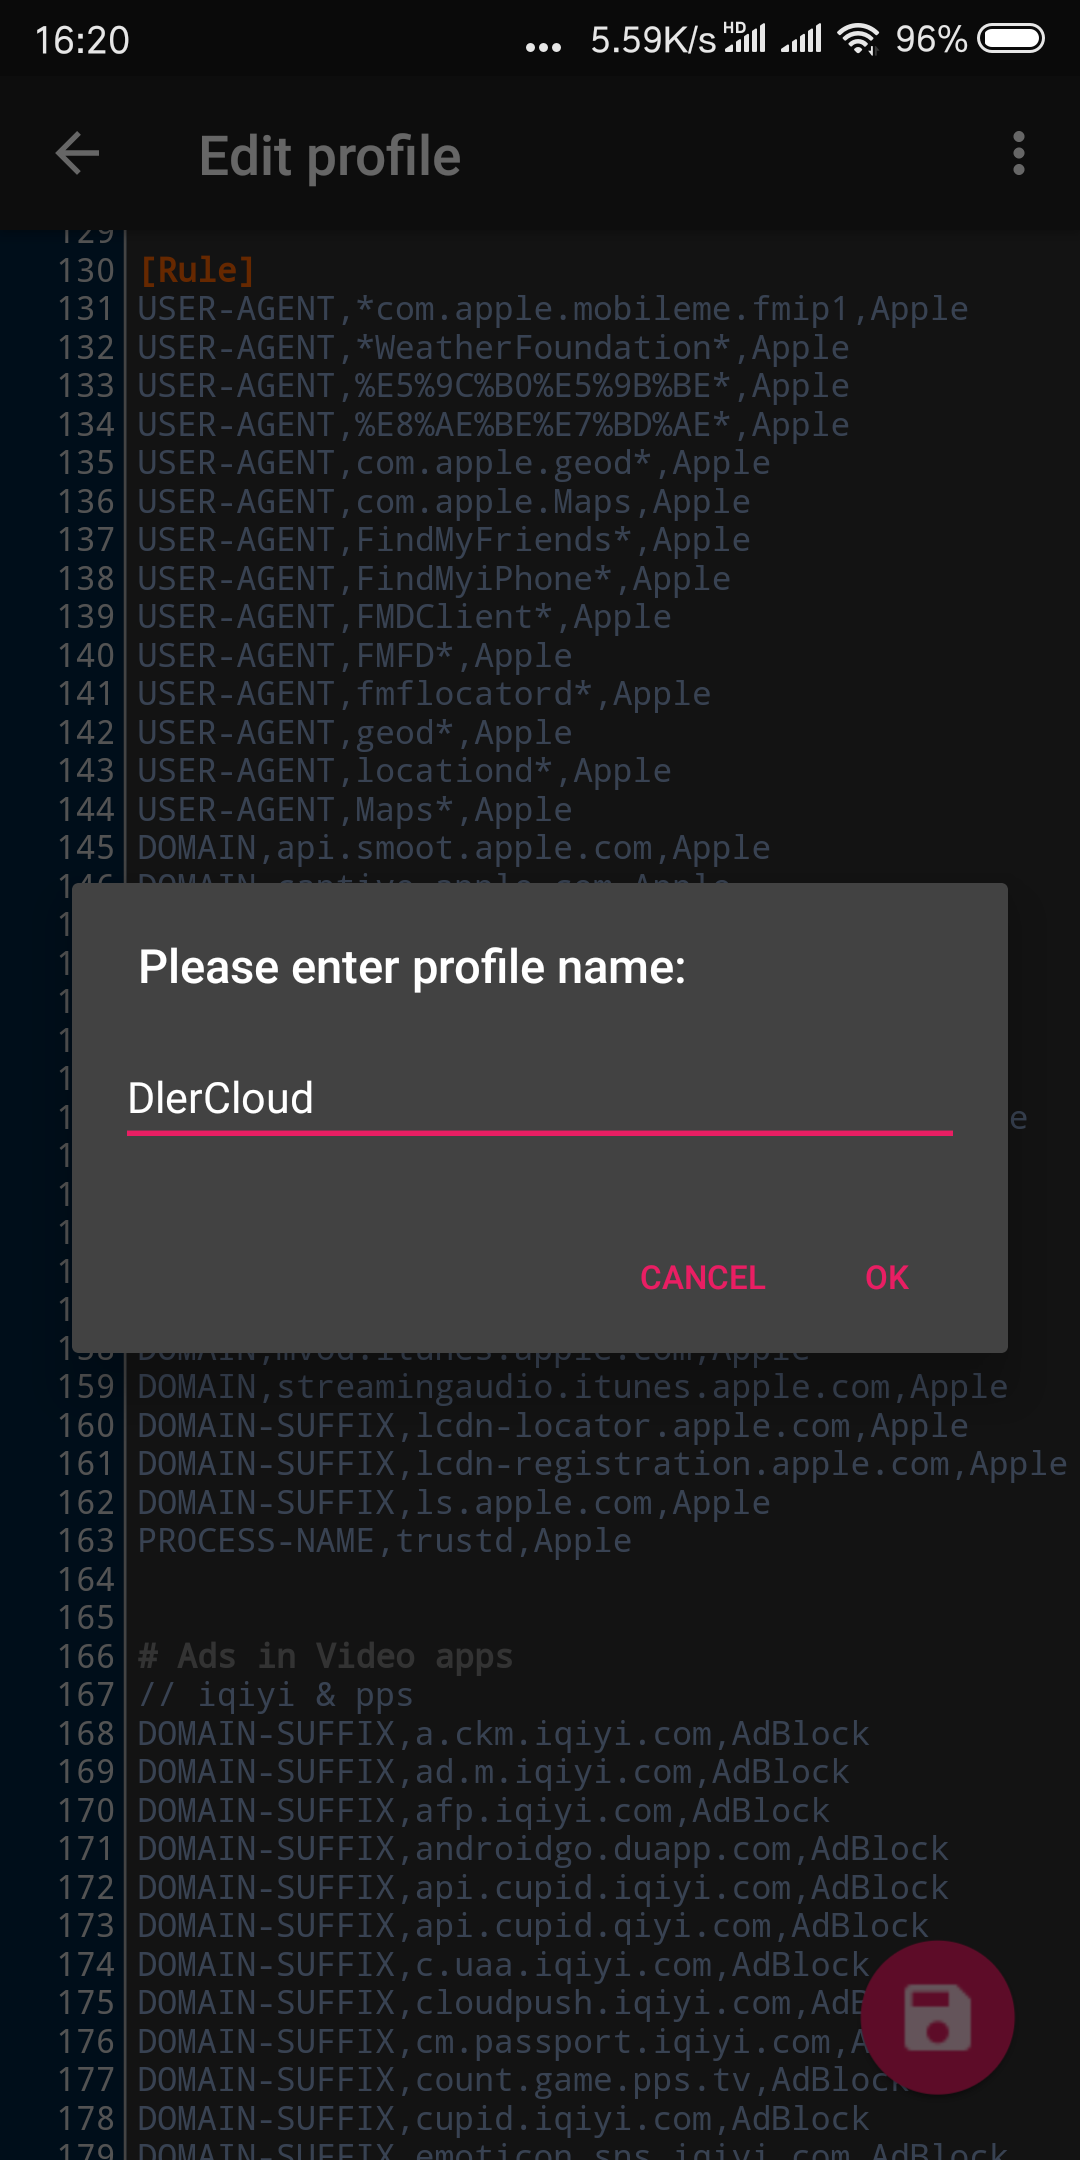 16:20
... 5.59K/s HD 96%
Edit profile
129
130 [Rule]
131 USER-AGENT,*com.apple.mobileme.fmip1,Apple
132 USER-AGENT,*WeatherFoundation*,Apple
133 USER-AGENT,%E5%9C%B0%E5%9B%BE*,Apple
134 USER-AGENT,%E8%AE%BE%E7%BD%AE*,Apple
135 USER-AGENT,com.apple.geod*,Apple
136 USER-AGENT,com.apple.Maps,Apple
137 USER-AGENT,FindMyFriends*,Apple
138 USER-AGENT,FindMyiPhone*,Apple
139 USER-AGENT,FMDClient*,Apple
140 USER-AGENT,FMFD*,Apple
141 USER-AGENT,fmflocatord*,Apple
142 USER-AGENT,geod*,Apple
143 USER-AGENT,locationd*,Apple
144 USER-AGENT,Maps*,Apple
145 DOMAIN,api.smoot.apple.com,Apple
146 DOMAIN,captive.apple.com,Apple
Please enter profile name:
DlerCloud
CANCEL OK
158 DOMAIN,mvod.itunes.apple.com,Apple
159 DOMAIN,streamingaudio.itunes.apple.com,Apple
160 DOMAIN-SUFFIX,lcdn-locator.apple.com,Apple
161 DOMAIN-SUFFIX,lcdn-registration.apple.com,Apple
162 DOMAIN-SUFFIX,ls.apple.com,Apple
163 PROCESS-NAME,trustd,Apple
164
165
166 # Ads in Video apps
167 // iqiyi & pps
168 DOMAIN-SUFFIX,a.ckm.iqiyi.com,AdBlock
169 DOMAIN-SUFFIX,ad.m.iqiyi.com,AdBlock
170 DOMAIN-SUFFIX,afp.iqiyi.com,AdBlock
171 DOMAIN-SUFFIX,androidgo.duapp.com,AdBlock
172 DOMAIN-SUFFIX,api.cupid.iqiyi.com,AdBlock
173 DOMAIN-SUFFIX,api.cupid.qiyi.com,AdBlock
174 DOMAIN-SUFFIX,c.uaa.iqiyi.com,AdBlock
175 DOMAIN-SUFFIX,cloudpush.iqiyi.com,AdB
176 DOMAIN-SUFFIX,cm.passport.iqiyi.com,A
177 DOMAIN-SUFFIX,count.game.pps.tv,AdBlock
178 DOMAIN-SUFFIX,cupid.iqiyi.com,AdBlock
179 DOMAIN-SUFFIX,emoticon.sns.iqiyi.com,AdBlock